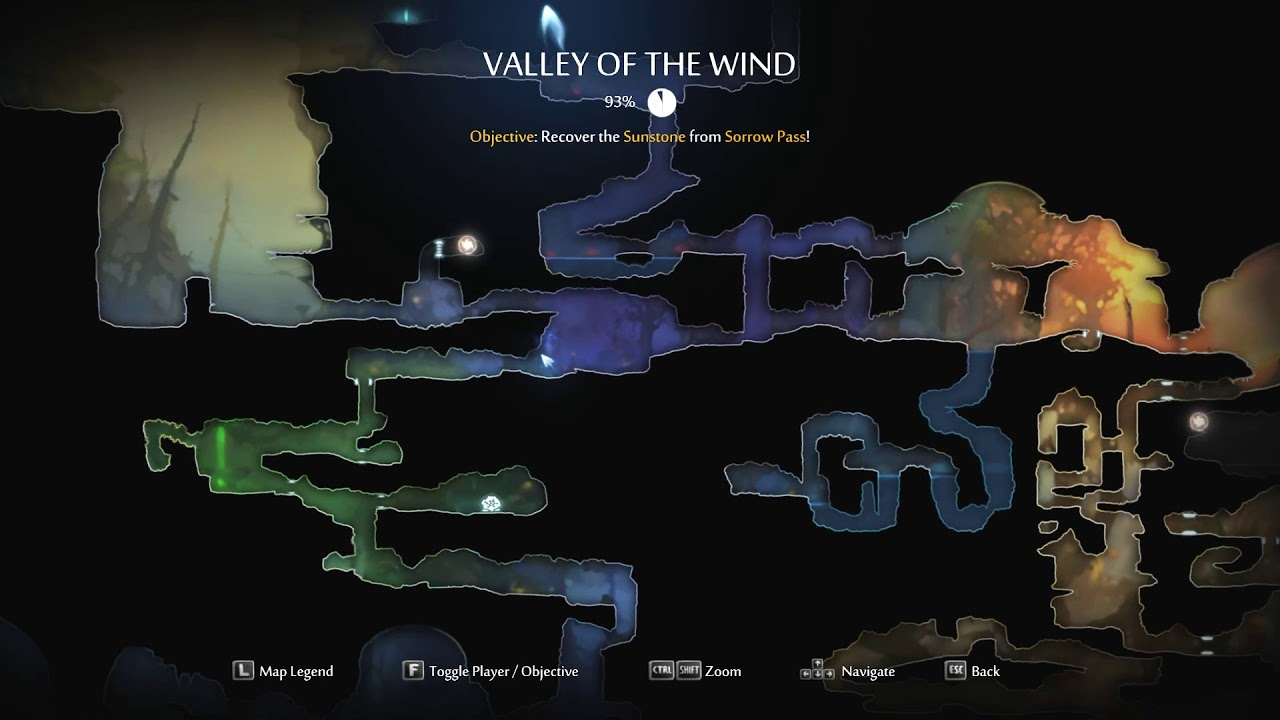 VALLEY OF THE WIND
93%
Objective: Recover the Sunstone from Sorrow Pass!
L Map Legend
F Toggle Player / Objective
CTRL SHIFT Zoom
Navigate
ESC Back